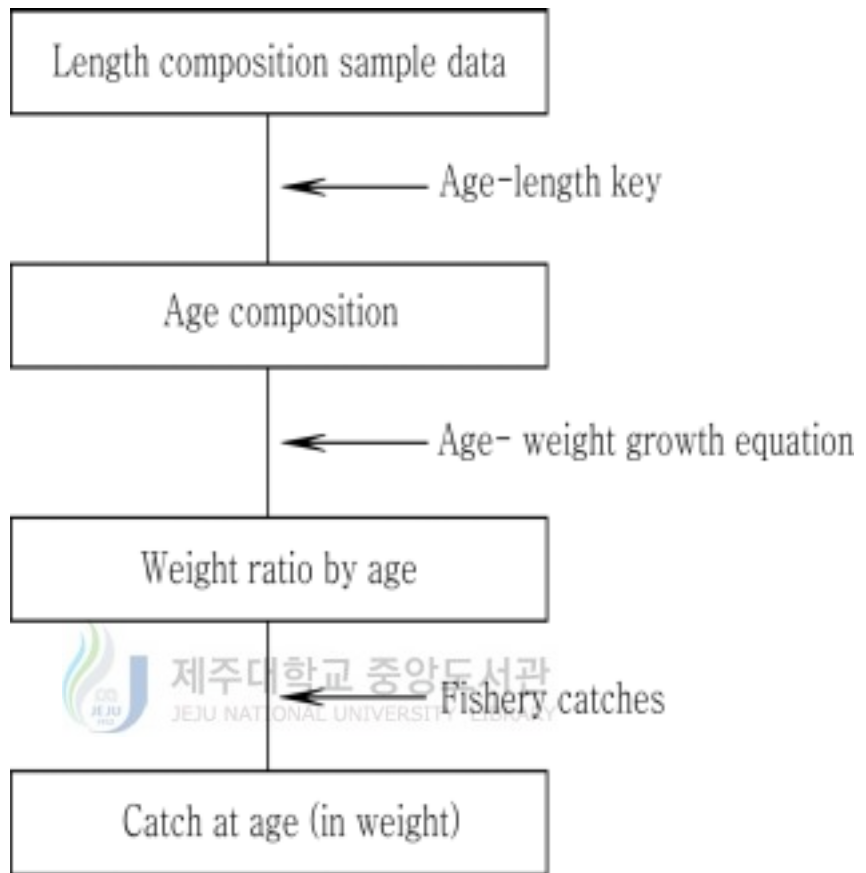 Length composition sample data
Age-length key
Age composition
Age- weight growth equation
Weight ratio by age
제주대학교 중앙도서관
JEJU NATIONAL UNIVERSITY LIBRARY
Fishery catches
JEJU
Catch at age (in weight)